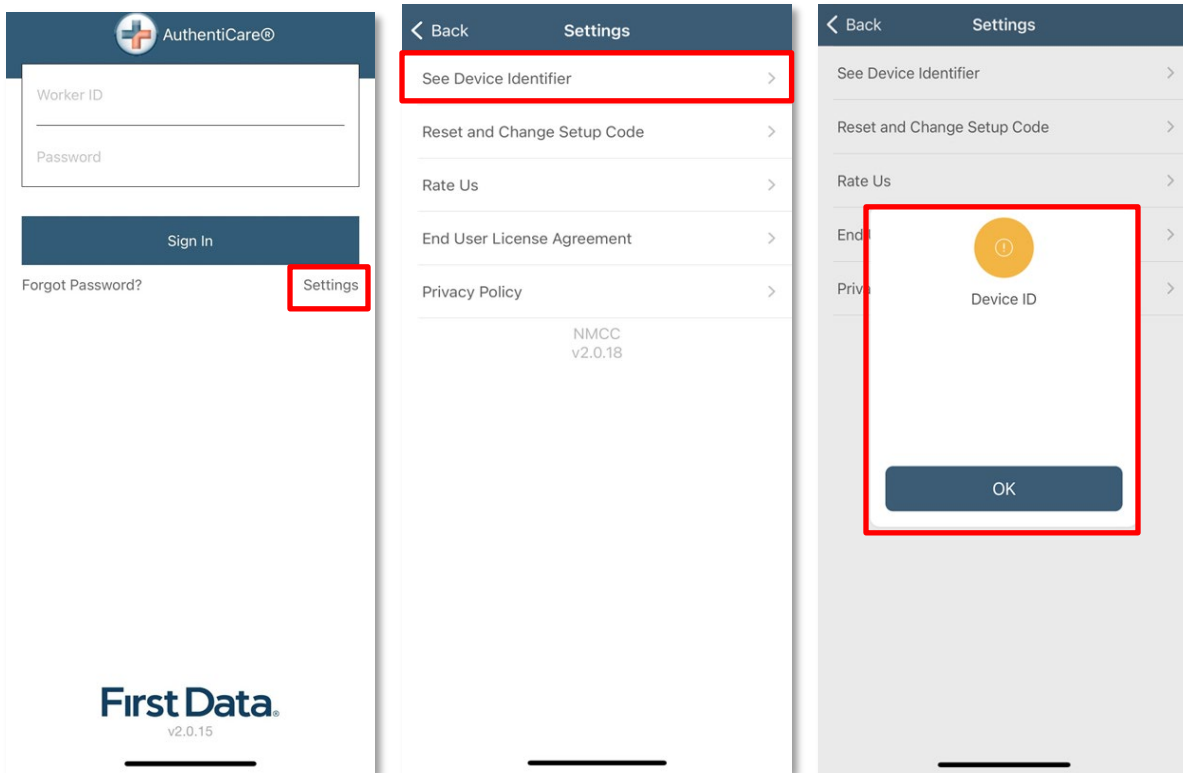 AuthentiCare®
Worker ID
Password
Sign In
Forgot Password?
Settings
First Data®
v2.0.15
Back
Settings
See Device Identifier
Reset and Change Setup Code
Rate Us
End User License Agreement
Privacy Policy
NMCC
v2.0.18
Back
Settings
See Device Identifier
Reset and Change Setup Code
Rate Us
End
Priva
Device ID
OK